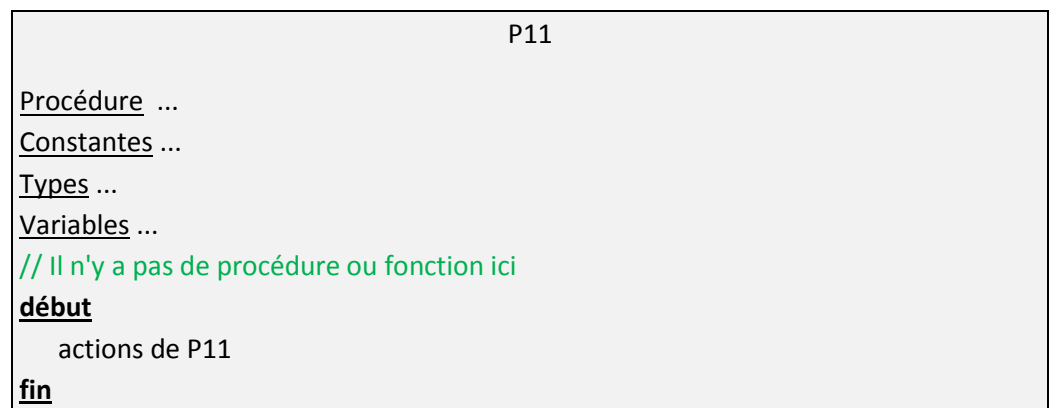 P11
Procédure ...
Constantes ...
Types ...
Variables ...
// Il n'y a pas de procédure ou fonction ici
début
actions de P11
fin